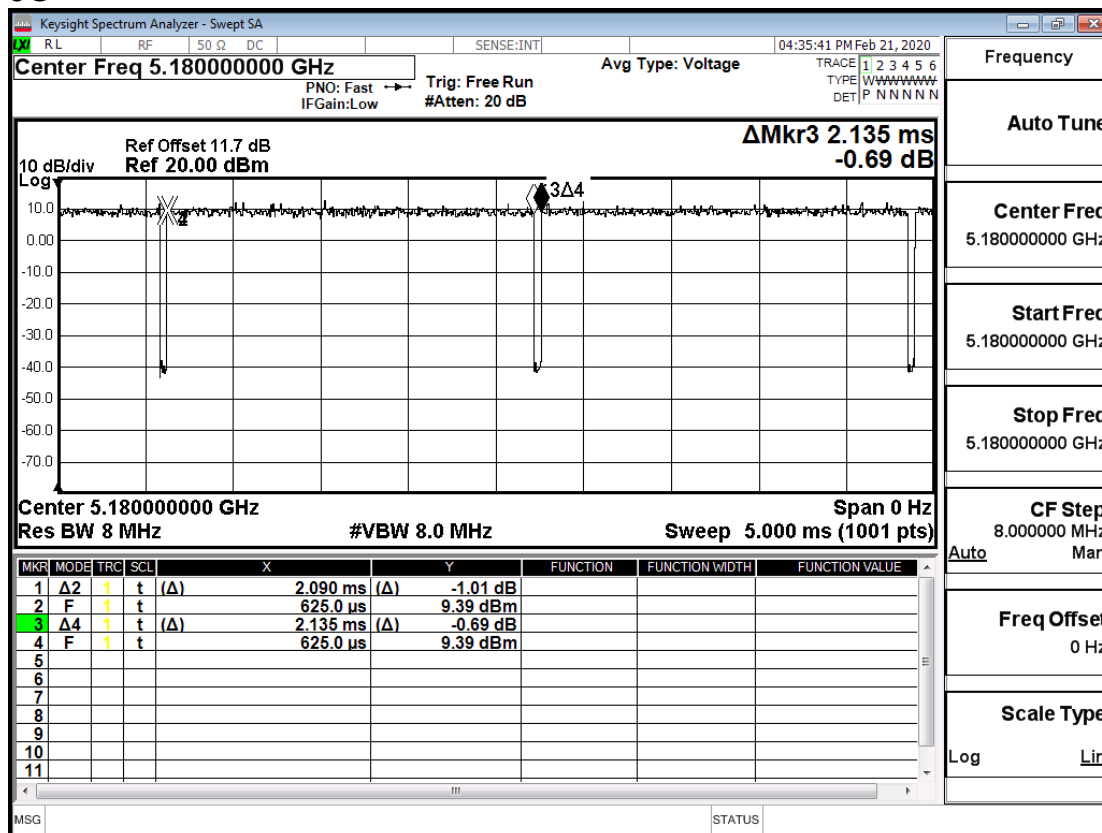 Keysight Spectrum Analyzer - Swept SA
LXI RL RF 50 Ω DC SENSE:INT 04:35:41 PM Feb 21, 2020
Center Freq 5.180000000 GHz
PNO: Fast
IFGain:Low
Trig: Free Run
#Atten: 20 dB
Avg Type: Voltage
TRACE 1 2 3 4 5 6
TYPE WWWWWWW
DET P N N N N N
ΔMkr3 2.135 ms
-0.69 dB
10 dB/div
Log
Ref Offset 11.7 dB
Ref 20.00 dBm
3Δ4
10.0
0.00
-10.0
-20.0
-30.0
-40.0
-50.0
-60.0
-70.0
Center 5.180000000 GHz Span 0 Hz
Res BW 8 MHz #VBW 8.0 MHz Sweep 5.000 ms (1001 pts)
MKR MODE TRC SCL X Y FUNCTION FUNCTION WIDTH FUNCTION VALUE
1 Δ2 1 t (Δ) 2.090 ms (Δ) -1.01 dB
2 F 1 t 625.0 µs 9.39 dBm
3 Δ4 1 t (Δ) 2.135 ms (Δ) -0.69 dB
4 F 1 t 625.0 µs 9.39 dBm
5
6
7
8
9
10
11
MSG STATUS
Frequency
Auto Tune
Center Freq
5.180000000 GHz
Start Freq
5.180000000 GHz
Stop Freq
5.180000000 GHz
CF Step
8.000000 MHz
Auto Man
Freq Offset
0 Hz
Scale Type
Log Lin